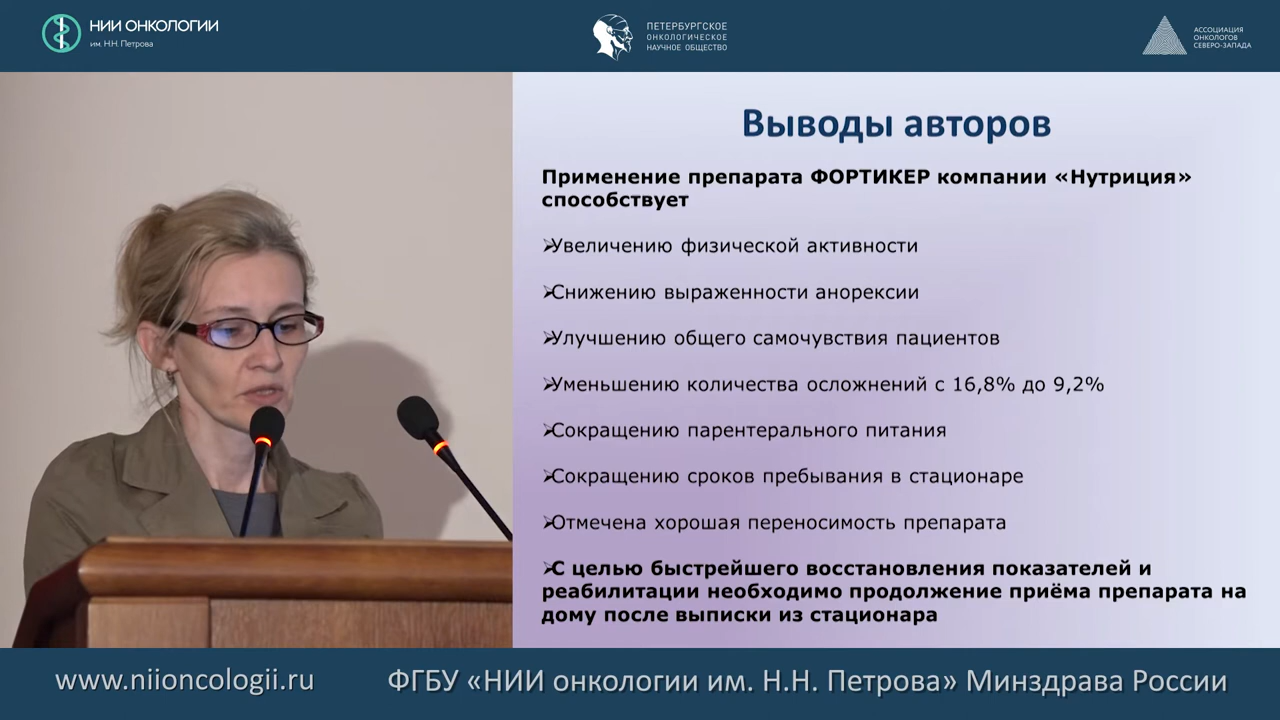 НИИ ОНКОЛОГИИ
им. Н.Н. Петрова
ПЕТЕРБУРГСКОЕ
ОНКОЛОГИЧЕСКОЕ
НАУЧНОЕ ОБЩЕСТВО
АССОЦИАЦИЯ
ОНКОЛОГОВ
СЕВЕРО-ЗАПАДА
Выводы авторов
Применение препарата ФОРТИКЕР компании «Нутриция»
способствует
➢Увеличению физической активности
➢Снижению выраженности анорексии
➢Улучшению общего самочувствия пациентов
➢Уменьшению количества осложнений с 16,8% до 9,2%
➢Сокращению парентерального питания
➢Сокращению сроков пребывания в стационаре
➢Отмечена хорошая переносимость препарата
➢С целью быстрейшего восстановления показателей и
реабилитации необходимо продолжение приёма препарата на
дому после выписки из стационара
www.niioncologii.ru
ФГБУ «НИИ онкологии им. Н.Н. Петрова» Минздрава России